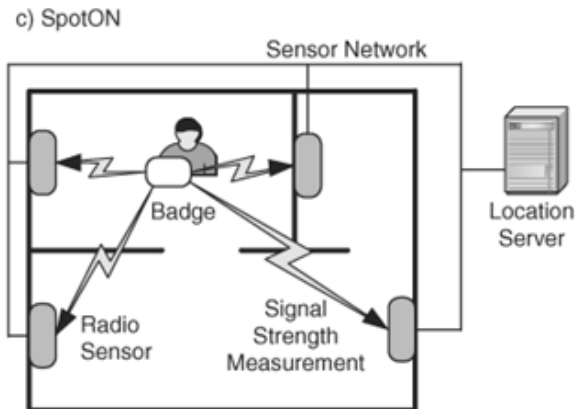 c) SpotON
Sensor Network
Badge
Location
Server
Radio
Sensor
Signal
Strength
Measurement